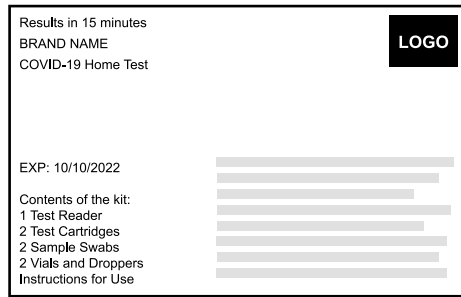 Results in 15 minutes
BRAND NAME
COVID-19 Home Test
LOGO
EXP: 10/10/2022
Contents of the kit:
1 Test Reader
2 Test Cartridges
2 Sample Swabs
2 Vials and Droppers
Instructions for Use